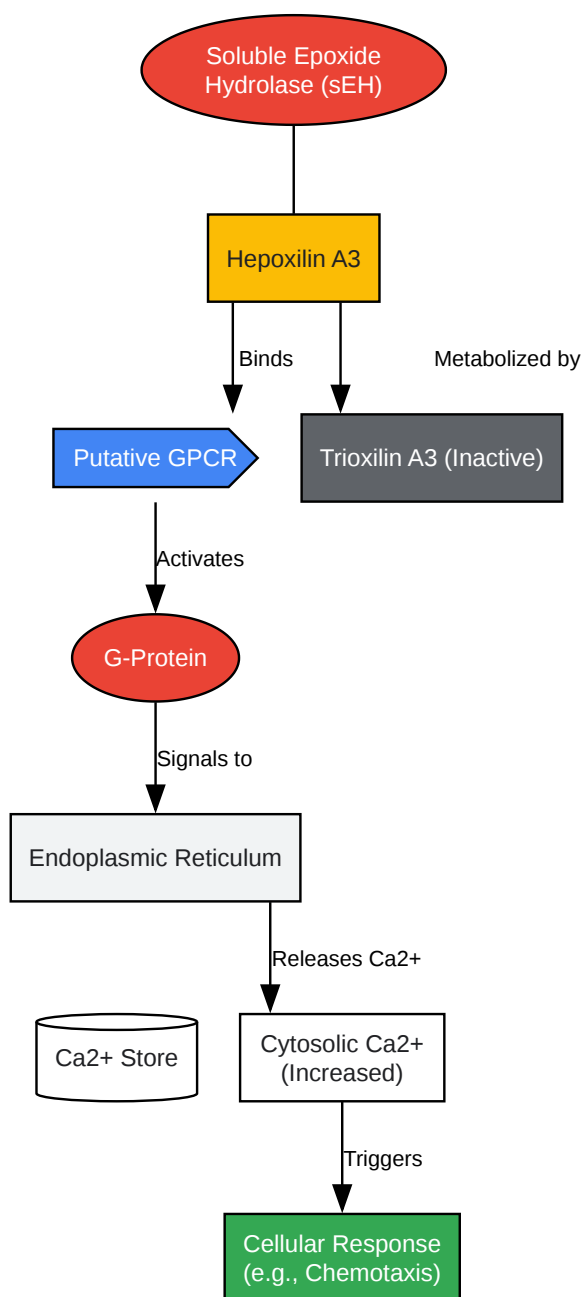 Soluble Epoxide
Hydrolase (sEH)
Hepoxilin A3
Binds
Metabolized by
Putative GPCR
Trioxilin A3 (Inactive)
Activates
G-Protein
Signals to
Endoplasmic Reticulum
Releases Ca2+
Ca2+ Store
Cytosolic Ca2+
(Increased)
Triggers
Cellular Response
(e.g., Chemotaxis)